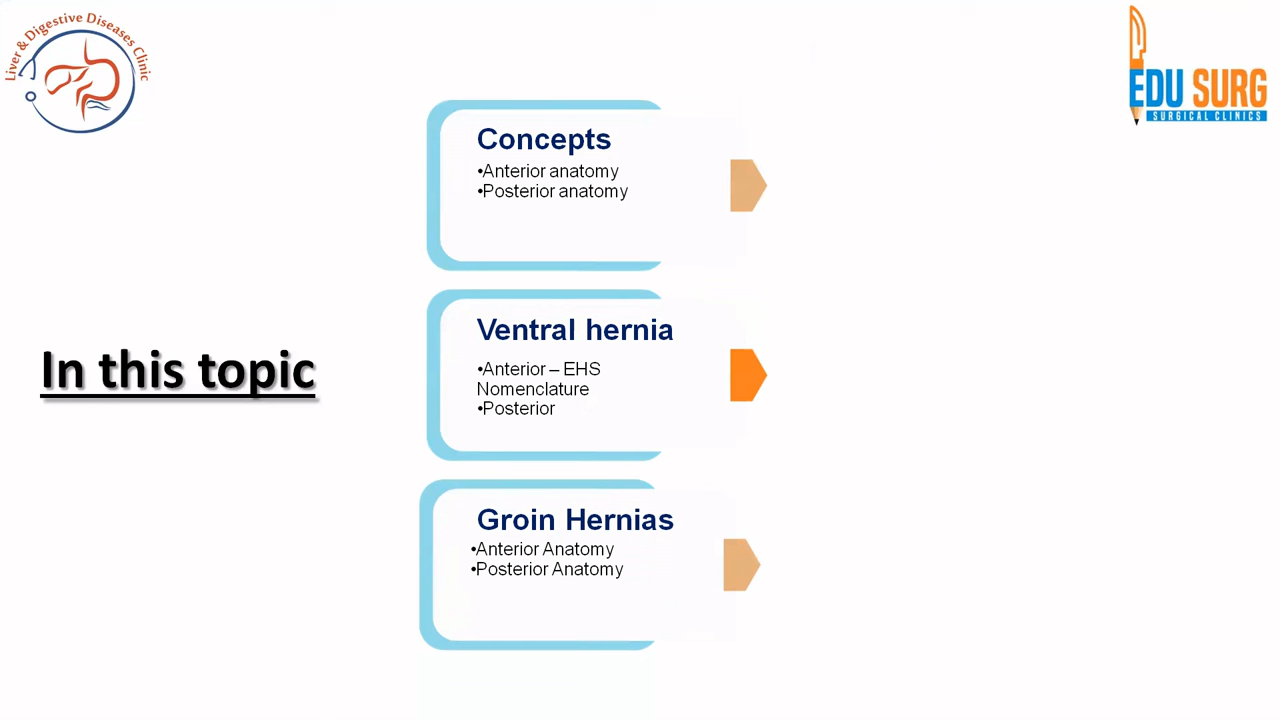 Liver & Digestive Diseases Clinic
EDU SURG
SURGICAL CLINICS
In this topic
Concepts
•Anterior anatomy
•Posterior anatomy
Ventral hernia
•Anterior – EHS
Nomenclature
•Posterior
Groin Hernias
•Anterior Anatomy
•Posterior Anatomy